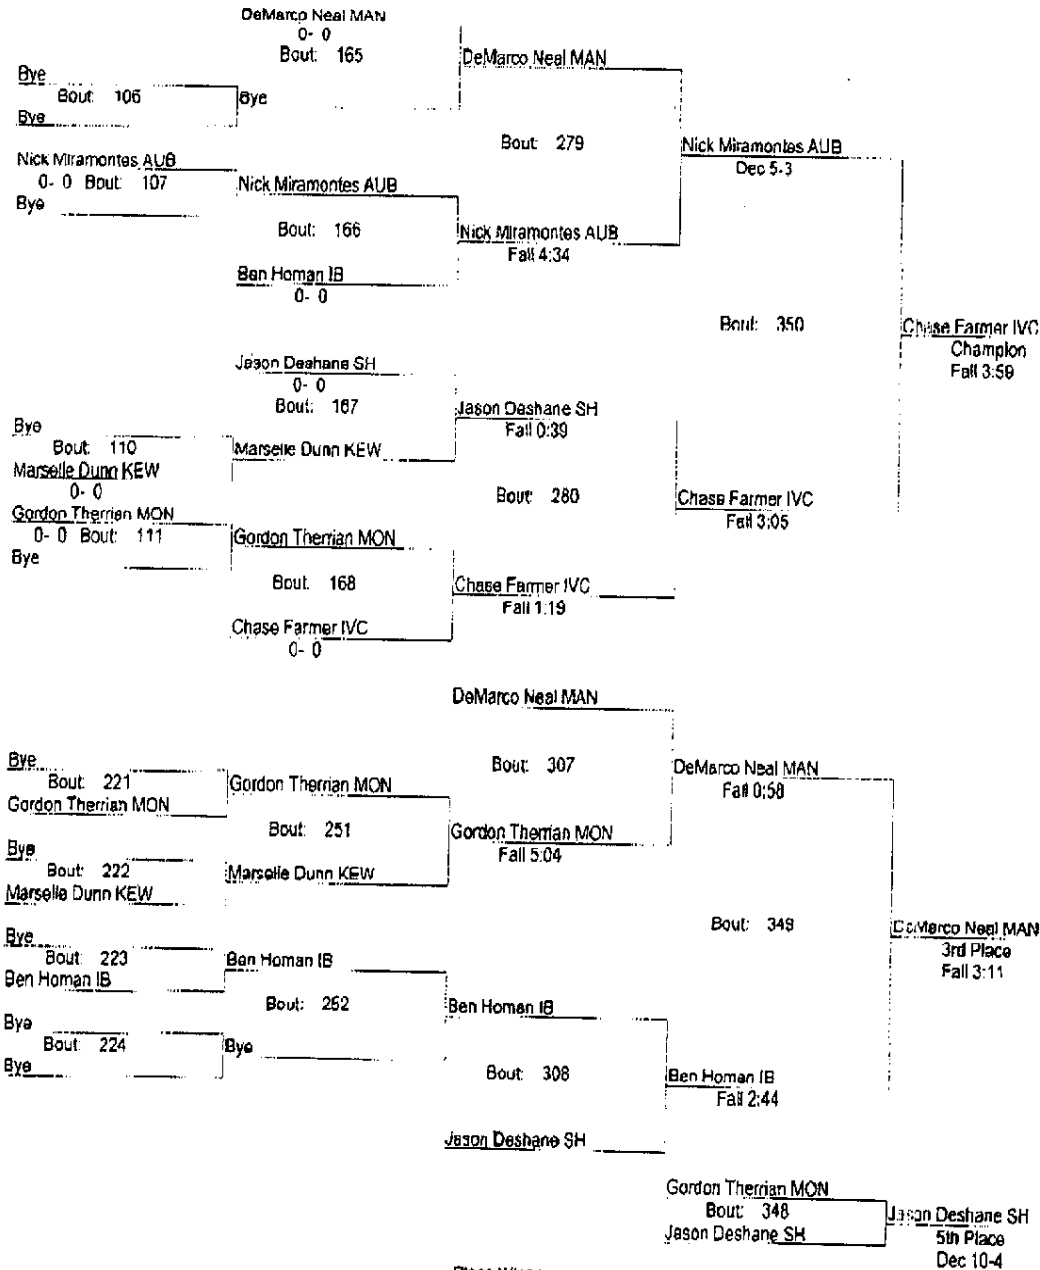 DeMarco Neal MAN
0- 0
Bout: 165
DeMarco Neal MAN
Bye
Bout: 106
Bye
Bye
Bout: 279
Nick Miramontes AUB
Dec 5-3
Nick Miramontes AUB
0- 0 Bout: 107
Nick Miramontes AUB
Bye
Bout: 166
Nick Miramontes AUB
Fall 4:34
Ben Homan IB
0- 0
Bout: 350
Chase Farmer IVC
Champion
Fall 3:59
Jason Deshane SH
0- 0
Bout: 167
Jason Deshane SH
Fall 0:39
Bye
Bout: 110
Marselle Dunn KEW
Marselle Dunn KEW
0- 0
Bout: 280
Chase Farmer IVC
Fall 3:05
Gordon Therrian MON
0- 0 Bout: 111
Gordon Therrian MON
Bye
Bout: 168
Chase Farmer IVC
Fall 1:19
Chase Farmer IVC
0- 0
DeMarco Neal MAN
Bout: 307
DeMarco Neal MAN
Fall 0:58
Bye
Bout: 221
Gordon Therrian MON
Gordon Therrian MON
Bout: 251
Gordon Therrian MON
Fall 5:04
Bye
Bout: 222
Marselle Dunn KEW
Marselle Dunn KEW
Bout: 349
DeMarco Neal MAN
3rd Place
Fall 3:11
Bye
Bout: 223
Ben Homan IB
Ben Homan IB
Bout: 252
Ben Homan IB
Bye
Bout: 224
Bye
Bye
Bout: 308
Ben Homan IB
Fall 2:44
Jason Deshane SH
Gordon Therrian MON
Bout: 348
Jason Deshane SH
Jason Deshane SH
5th Place
Dec 10-4